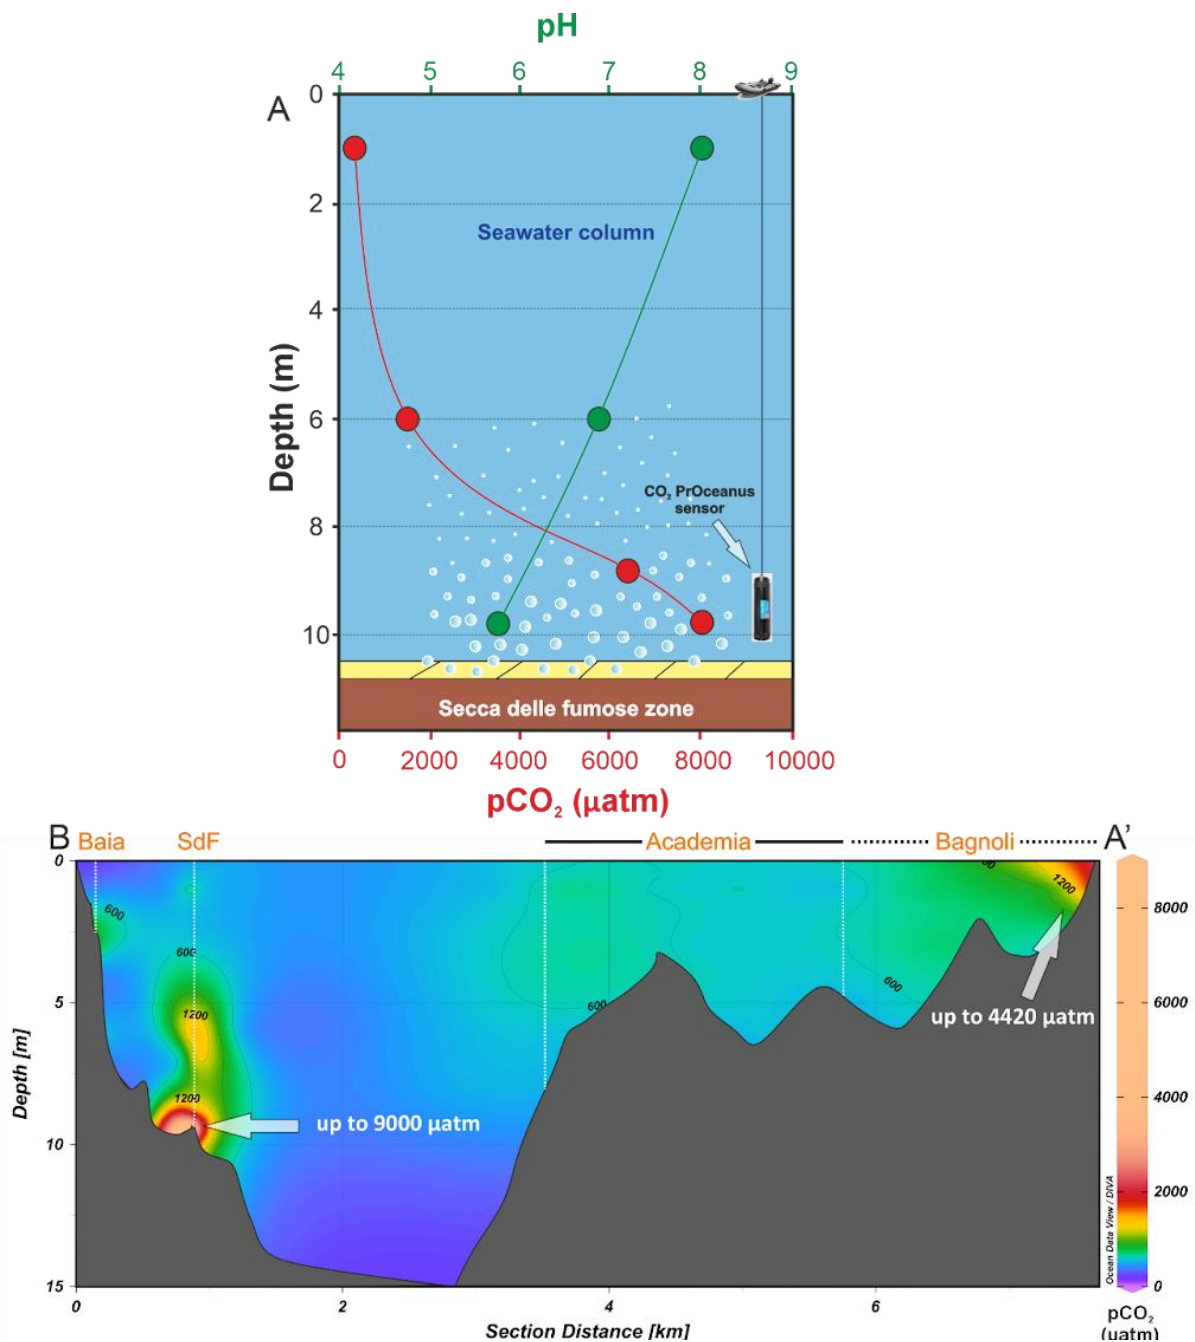 pH
4 5 6 7 8 9
A
0
2
Seawater column
4
Depth (m)
6
CO₂ PrOceanus
sensor
8
10
Secca delle fumose zone
0 2000 4000 6000 8000 10000
pCO₂ (µatm)
B Baia SdF Academia Bagnoli A'
0
600
1200
8000
600
5
1200
600
600
6000
up to 4420 µatm
Depth [m]
1200
up to 9000 µatm
4000
10
2000
Ocean Data View / DIVA
15
0
0 2 4 6
pCO₂
(µatm)
Section Distance [km]